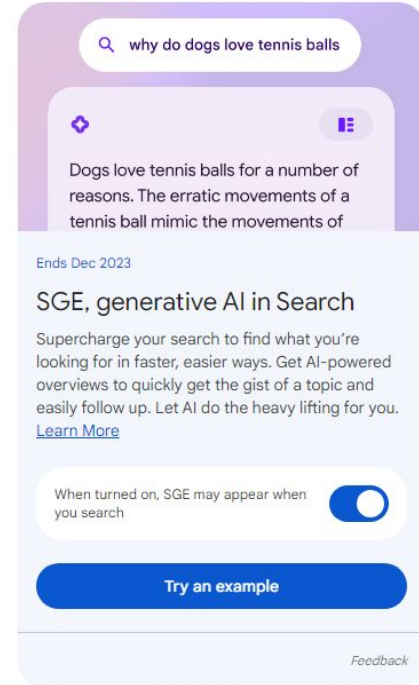 why do dogs love tennis balls
Dogs love tennis balls for a number of
reasons. The erratic movements of a
tennis ball mimic the movements of
Ends Dec 2023
SGE, generative AI in Search
Supercharge your search to find what you're
looking for in faster, easier ways. Get AI-powered
overviews to quickly get the gist of a topic and
easily follow up. Let AI do the heavy lifting for you.
Learn More
When turned on, SGE may appear when
you search
Try an example
Feedback